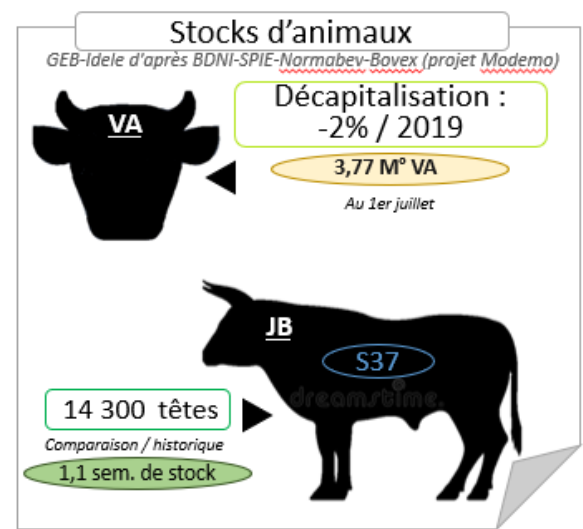 Stocks d'animaux
GEB-Idele d'après BDNI-SPIE-Normabev-Bovex (projet Modemo)
VA
Décapitalisation :
-2% / 2019
3,77 M° VA
Au 1er juillet
JB
S37
dreamstime.
14 300 têtes
Comparaison / historique
1,1 sem. de stock